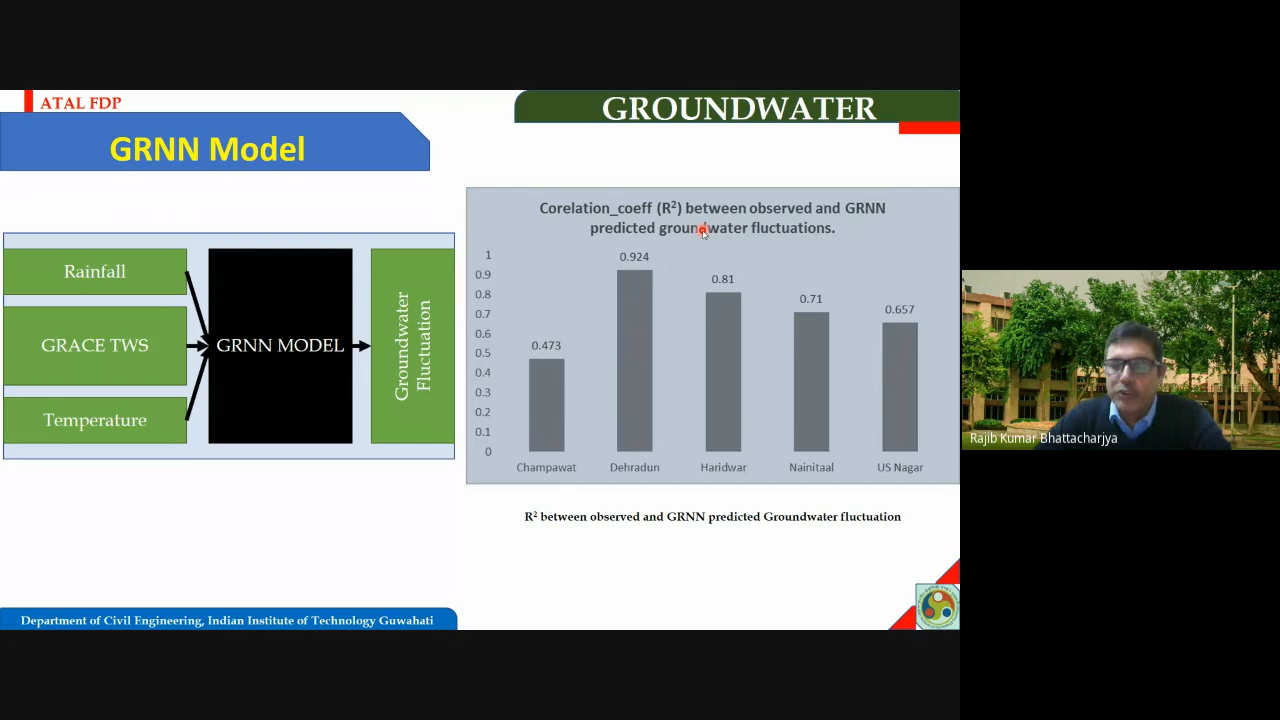 ATAL FDP
GROUNDWATER
GRNN Model
Rainfall
GRACE TWS
Temperature
GRNN MODEL
Groundwater
Fluctuation
Corelation_coeff (R²) between observed and GRNN
predicted groundwater fluctuations.
1
0.9
0.8
0.7
0.6
0.5
0.4
0.3
0.2
0.1
0
0.473
0.924
0.81
0.71
0.657
Champawat
Dehradun
Haridwar
Nainitaal
US Nagar
R² between observed and GRNN predicted Groundwater fluctuation
Department of Civil Engineering, Indian Institute of Technology Guwahati
Rajib Kumar Bhattacharjya